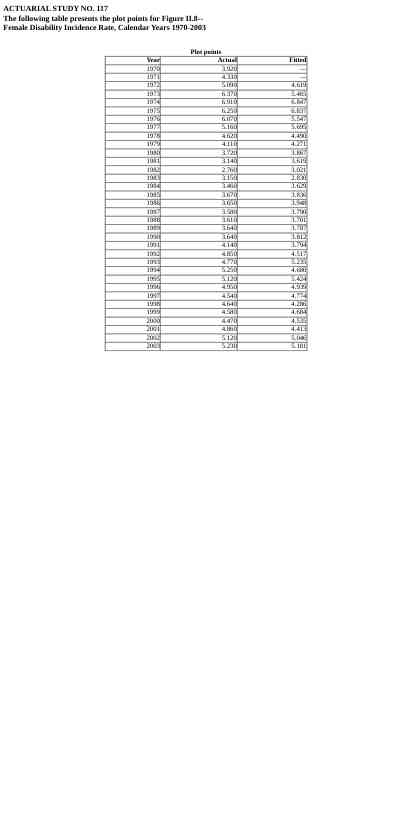 ACTUARIAL STUDY NO. 117
The following table presents the plot points for Figure II.8--
Female Disability Incidence Rate, Calendar Years 1970-2003
Plot points
Year Actual Fitted
1970 3.920 —
1971 4.330 —
1972 5.090 4.619
1973 6.370 5.465
1974 6.910 6.847
1975 6.250 6.837
1976 6.070 5.547
1977 5.160 5.695
1978 4.620 4.490
1979 4.110 4.271
1980 3.720 3.867
1981 3.140 3.619
1982 2.760 3.021
1983 3.150 2.830
1984 3.460 3.629
1985 3.670 3.836
1986 3.650 3.948
1987 3.580 3.790
1988 3.610 3.701
1989 3.640 3.787
1990 3.640 3.812
1991 4.140 3.794
1992 4.850 4.517
1993 4.770 5.235
1994 5.250 4.680
1995 5.120 5.424
1996 4.950 4.939
1997 4.540 4.774
1998 4.640 4.286
1999 4.580 4.684
2000 4.470 4.535
2001 4.860 4.413
2002 5.120 5.046
2003 5.230 5.181